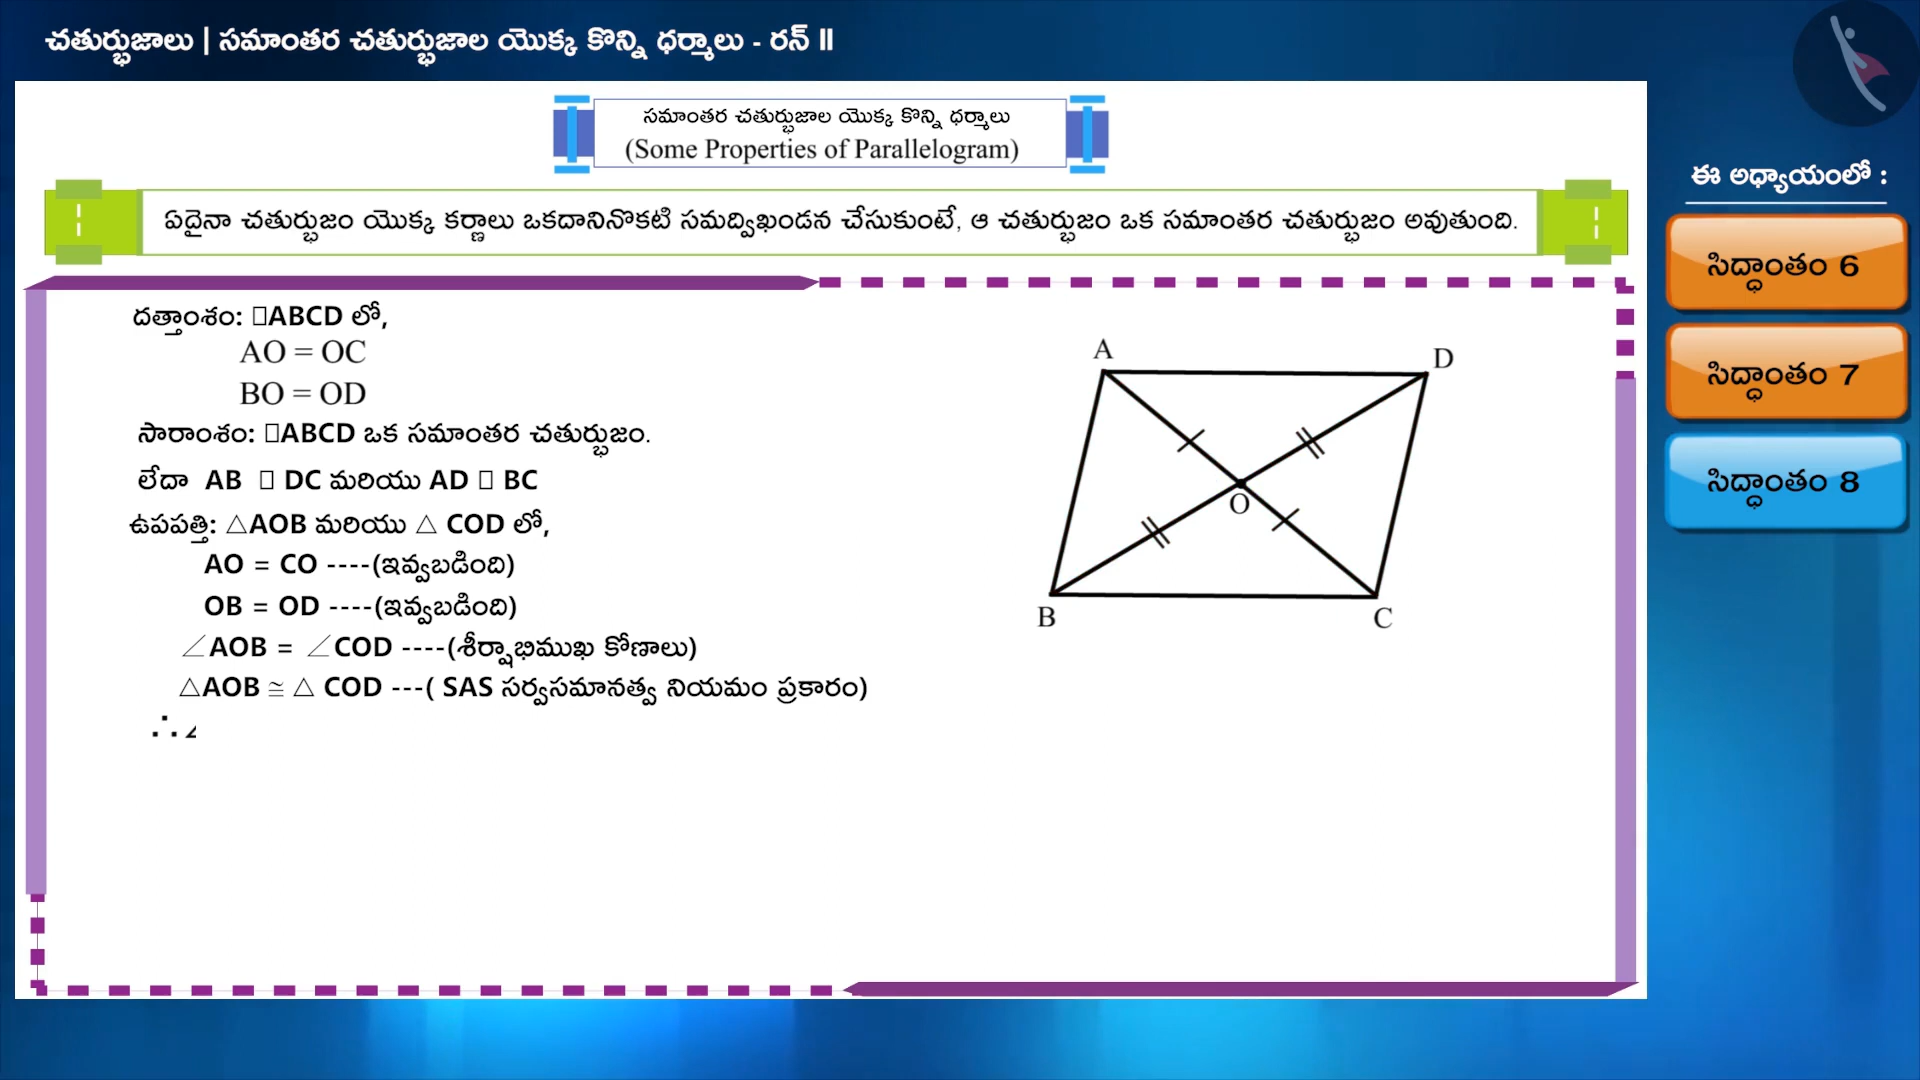 చతుర్భుజాలు | సమాంతర చతుర్భుజాల యొక్క కొన్ని ధర్మాలు - రన్ II
సమాంతర చతుర్భుజాల యొక్క కొన్ని ధర్మాలు
(Some Properties of Parallelogram)
ఏదైనా చతుర్భుజం యొక్క కర్ణాలు ఒకదానినొకటి సమద్విఖండన చేసుకుంటే, ఆ చతుర్భుజం ఒక సమాంతర చతుర్భుజం అవుతుంది.
దత్తాంశం: ▯ABCD లో,
AO = OC
BO = OD
సారాంశం: ▯ABCD ఒక సమాంతర చతుర్భుజం.
లేదా AB ▯ DC మరియు AD ▯ BC
ఉపపత్తి: △AOB మరియు △ COD లో,
AO = CO ----(ఇవ్వబడింది)
OB = OD ----(ఇవ్వబడింది)
∠AOB = ∠COD ----(శీర్షాభిముఖ కోణాలు)
△AOB ≅ △ COD ---( SAS సర్వసమానత్వ నియమం ప్రకారం)
∴
A
D
O
B
C
ఈ అధ్యాయంలో :
సిద్ధాంతం 6
సిద్ధాంతం 7
సిద్ధాంతం 8